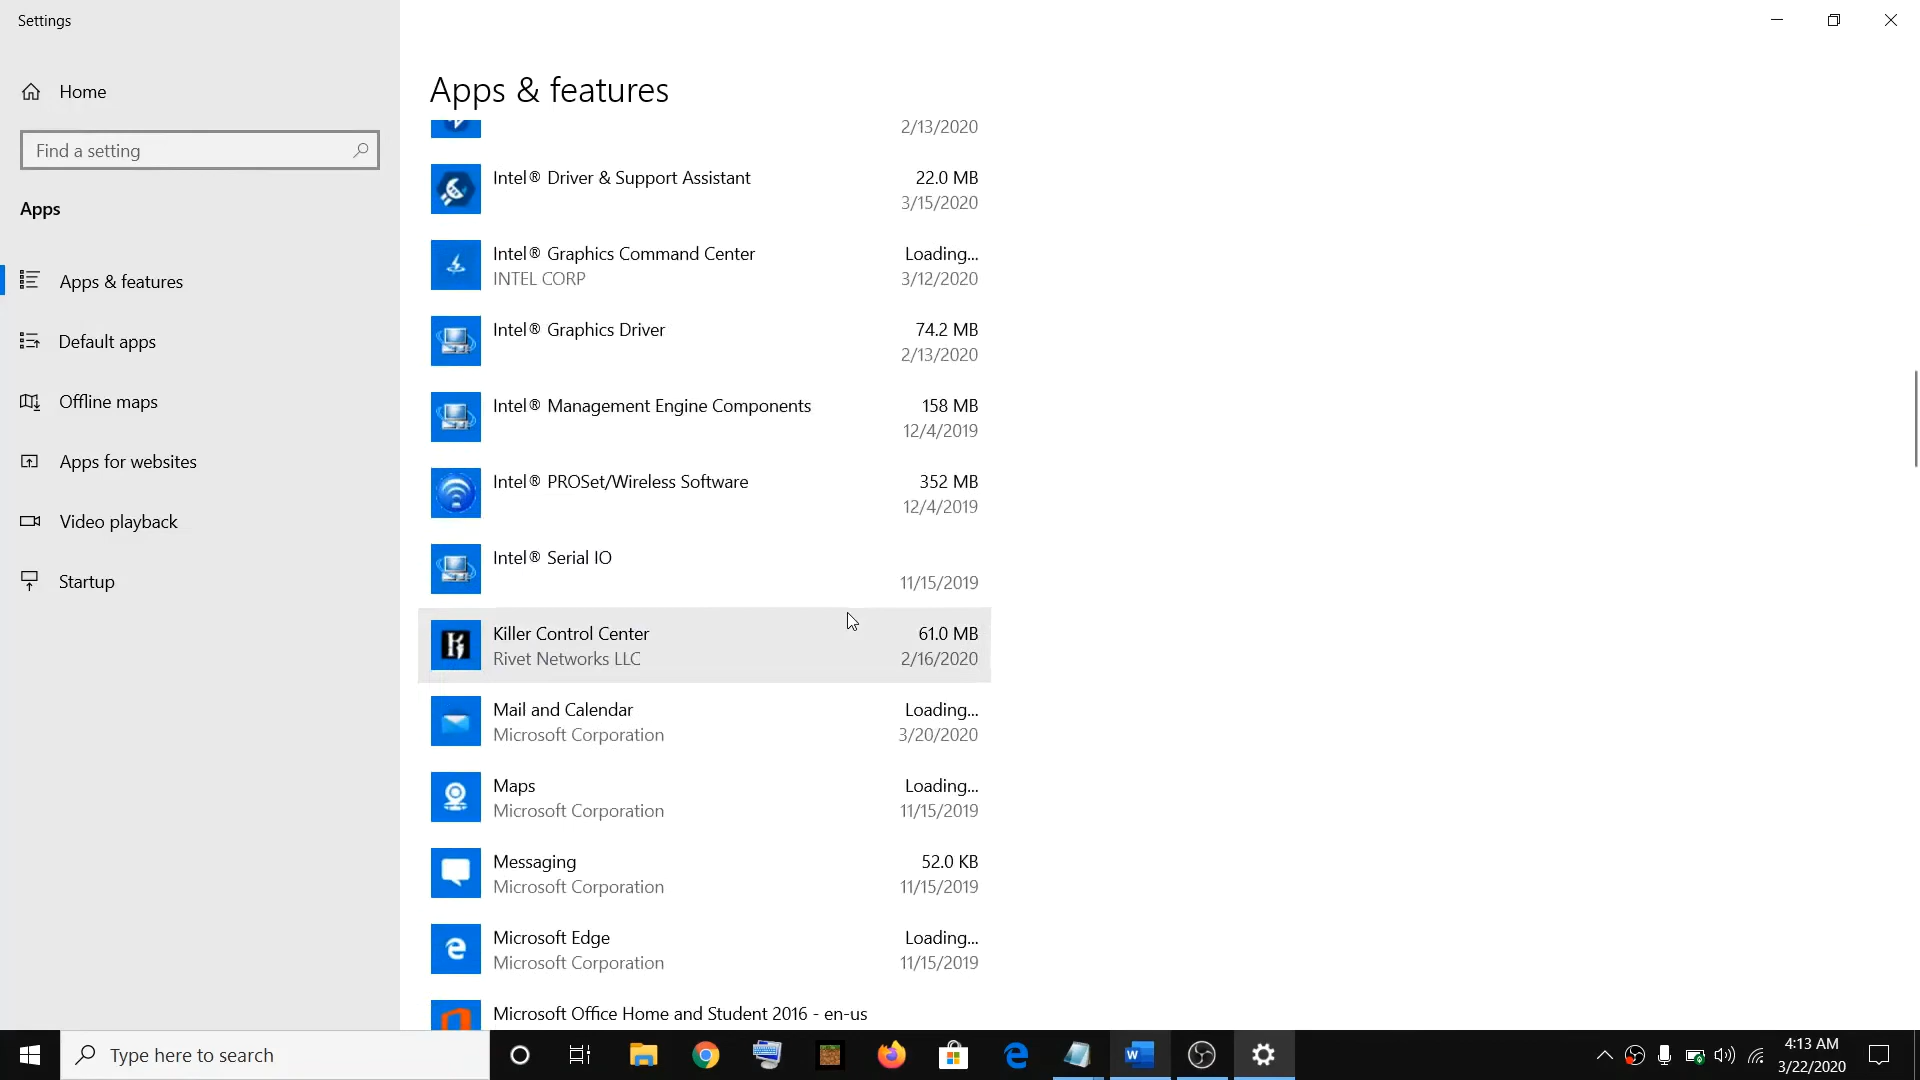 Settings
Home
Find a setting
Apps
Apps & features
Default apps
Offline maps
Apps for websites
Video playback
Startup
Apps & features
2/13/2020
Intel® Driver & Support Assistant 22.0 MB
3/15/2020
Intel® Graphics Command Center Loading...
INTEL CORP 3/12/2020
Intel® Graphics Driver 74.2 MB
2/13/2020
Intel® Management Engine Components 158 MB
12/4/2019
Intel® PROSet/Wireless Software 352 MB
12/4/2019
Intel® Serial IO
11/15/2019
Killer Control Center 61.0 MB
Rivet Networks LLC 2/16/2020
Mail and Calendar Loading...
Microsoft Corporation 3/20/2020
Maps Loading...
Microsoft Corporation 11/15/2019
Messaging 52.0 KB
Microsoft Corporation 11/15/2019
Microsoft Edge Loading...
Microsoft Corporation 11/15/2019
Microsoft Office Home and Student 2016 - en-us
Type here to search
4:13 AM
3/22/2020